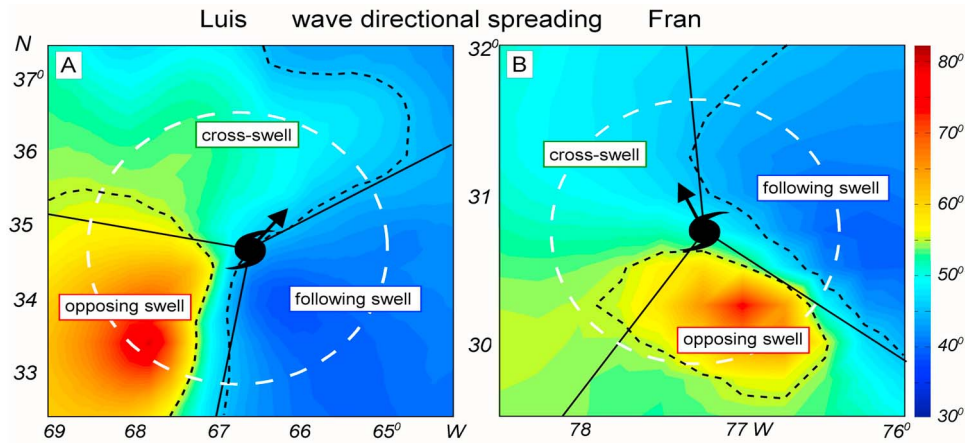 Luis wave directional spreading Fran
N
37⁰
36
35
34
33
A
cross-swell
opposing swell
following swell
69 68 67 66 65⁰ W
32⁰
31
30
B
cross-swell
following swell
opposing swell
78 77 W 76⁰
80⁰
70⁰
60⁰
50⁰
40⁰
30⁰